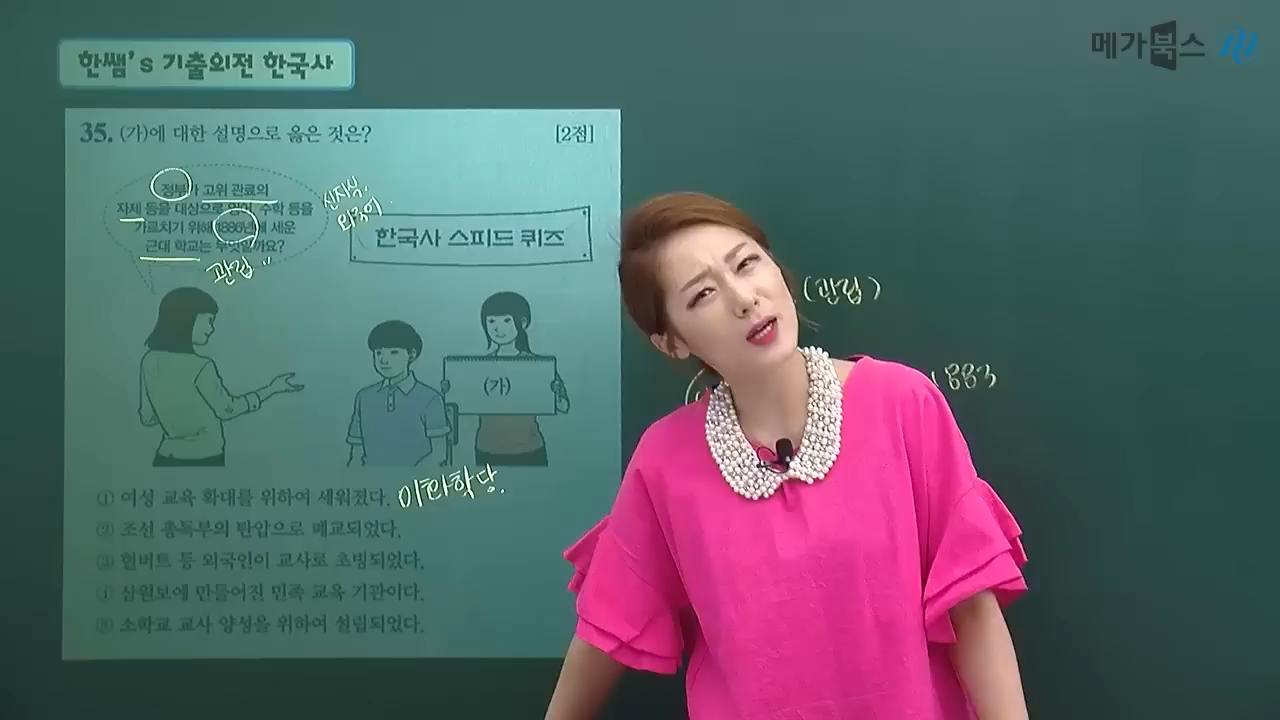 한쌤's 기출외전 한국사
메가북스
35. (가)에 대한 설명으로 옳은 것은? [2점]
정부가 고위 관료의
자제 등을 대상으로 영어, 수학 등을
가르치기 위해 1886년에 세운
근대 학교는 무엇일까요?
신지식,
외국어
관립
한국사 스피드 퀴즈
(가)
① 여성 교육 확대를 위하여 세워졌다.
이화학당.
② 조선 총독부의 탄압으로 폐교되었다.
③ 헐버트 등 외국인이 교사로 초빙되었다.
④ 삼원보에 만들어진 민족 교육 기관이다.
⑤ 소학교 교사 양성을 위하여 설립되었다.
(관립)
1883